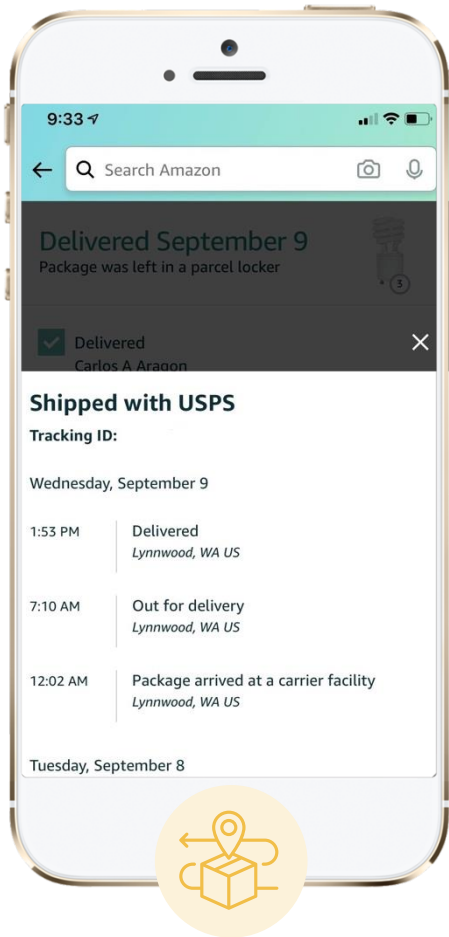 9:33
Search Amazon
Delivered September 9
Package was left in a parcel locker
3
Delivered
Carlos A Aragon
Shipped with USPS
Tracking ID:
Wednesday, September 9
1:53 PM Delivered
Lynnwood, WA US
7:10 AM Out for delivery
Lynnwood, WA US
12:02 AM Package arrived at a carrier facility
Lynnwood, WA US
Tuesday, September 8